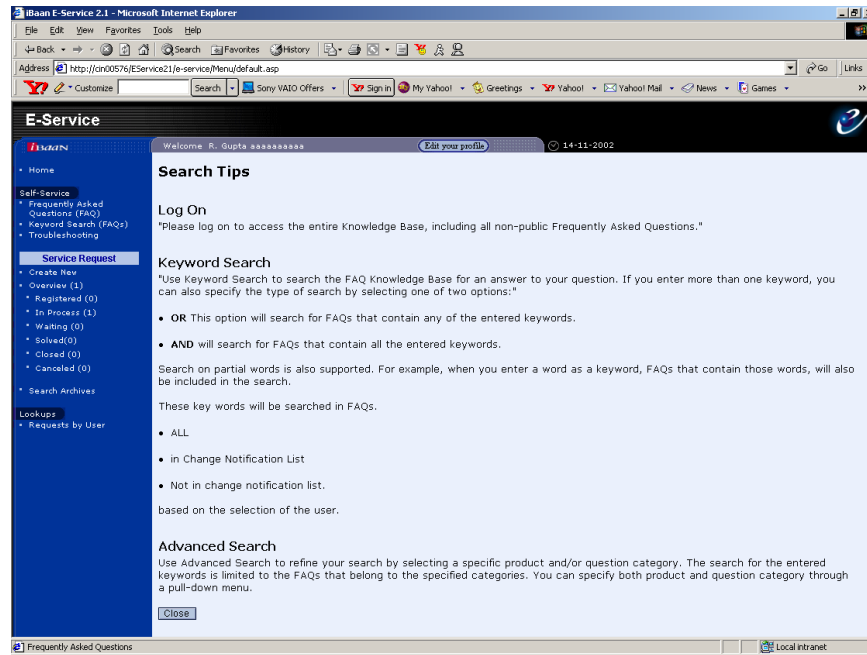 iBaan E-Service 2.1 - Microsoft Internet Explorer
File Edit View Favorites Tools Help
Back Search Favorites History
Address http://cin00576/EService21/e-service/Menu/default.asp Go Links
Customize Search Sony VAIO Offers Sign in My Yahoo! Greetings Yahoo! Yahoo! Mail News Games
E-Service
iBaan Welcome R. Gupta aaaaaaaaaa Edit your profile 14-11-2002
Home
Self-Service
Frequently Asked
Questions (FAQ)
Keyword Search (FAQs)
Troubleshooting
Service Request
Create New
Overview (1)
Registered (0)
In Process (1)
Waiting (0)
Solved(0)
Closed (0)
Canceled (0)
Search Archives
Lookups
Requests by User
Search Tips
Log On
"Please log on to access the entire Knowledge Base, including all non-public Frequently Asked Questions."
Keyword Search
"Use Keyword Search to search the FAQ Knowledge Base for an answer to your question. If you enter more than one keyword, you
can also specify the type of search by selecting one of two options:"
• OR This option will search for FAQs that contain any of the entered keywords.
• AND will search for FAQs that contain all the entered keywords.
Search on partial words is also supported. For example, when you enter a word as a keyword, FAQs that contain those words, will also
be included in the search.
These key words will be searched in FAQs.
• ALL
• in Change Notification List
• Not in change notification list.
based on the selection of the user.
Advanced Search
Use Advanced Search to refine your search by selecting a specific product and/or question category. The search for the entered
keywords is limited to the FAQs that belong to the specified categories. You can specify both product and question category through
a pull-down menu.
Close
Frequently Asked Questions Local intranet